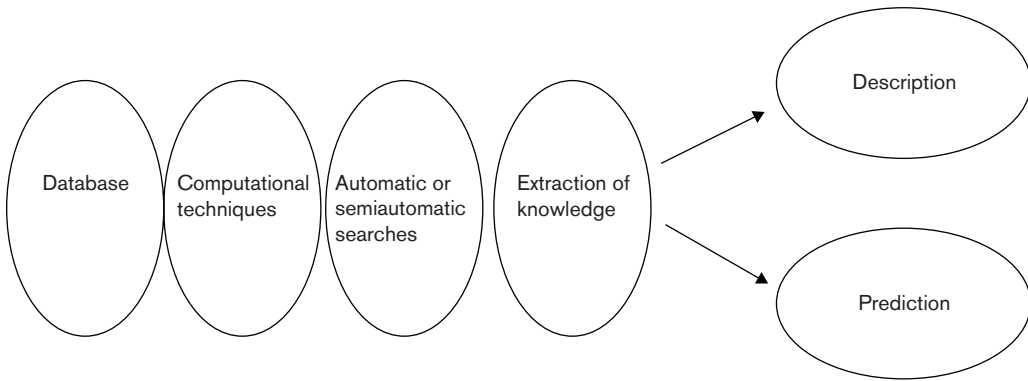 Description
Database
Computational
techniques
Automatic or
semiautomatic
searches
Extraction of
knowledge
Prediction